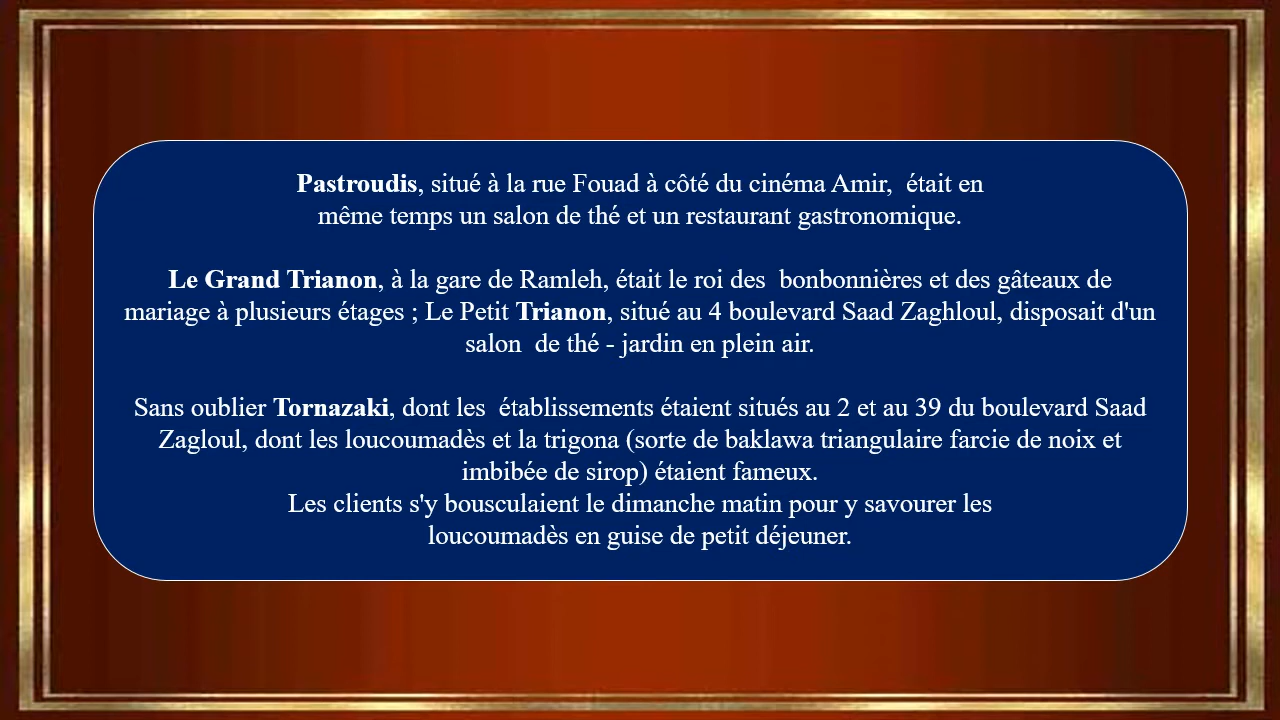 Pastroudis, situé à la rue Fouad à côté du cinéma Amir,  était en
même temps un salon de thé et un restaurant gastronomique.
Le Grand Trianon, à la gare de Ramleh, était le roi des  bonbonnières et des gâteaux de
mariage à plusieurs étages ; Le Petit Trianon, situé au 4 boulevard Saad Zaghloul, disposait d'un
salon  de thé - jardin en plein air.
Sans oublier Tornazaki, dont les  établissements étaient situés au 2 et au 39 du boulevard Saad
Zagloul, dont les loucoumadès et la trigona (sorte de baklawa triangulaire farcie de noix et
imbibée de sirop) étaient fameux.
Les clients s'y bousculaient le dimanche matin pour y savourer les
loucoumadès en guise de petit déjeuner.